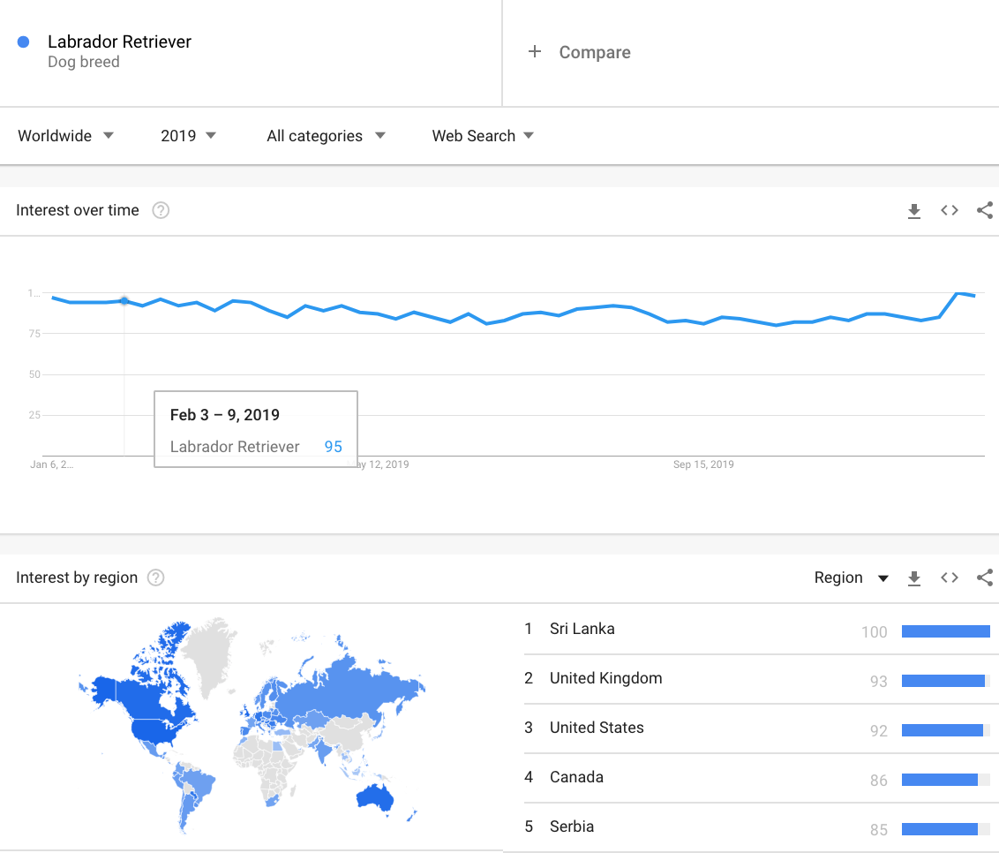 Labrador Retriever
Dog breed
+ Compare
Worldwide 2019 All categories Web Search
Interest over time ?
1...
75
50
25
Feb 3 – 9, 2019
Labrador Retriever 95
Jan 6, 2... May 12, 2019 Sep 15, 2019
Interest by region ? Region
1 Sri Lanka 100
2 United Kingdom 93
3 United States 92
4 Canada 86
5 Serbia 85